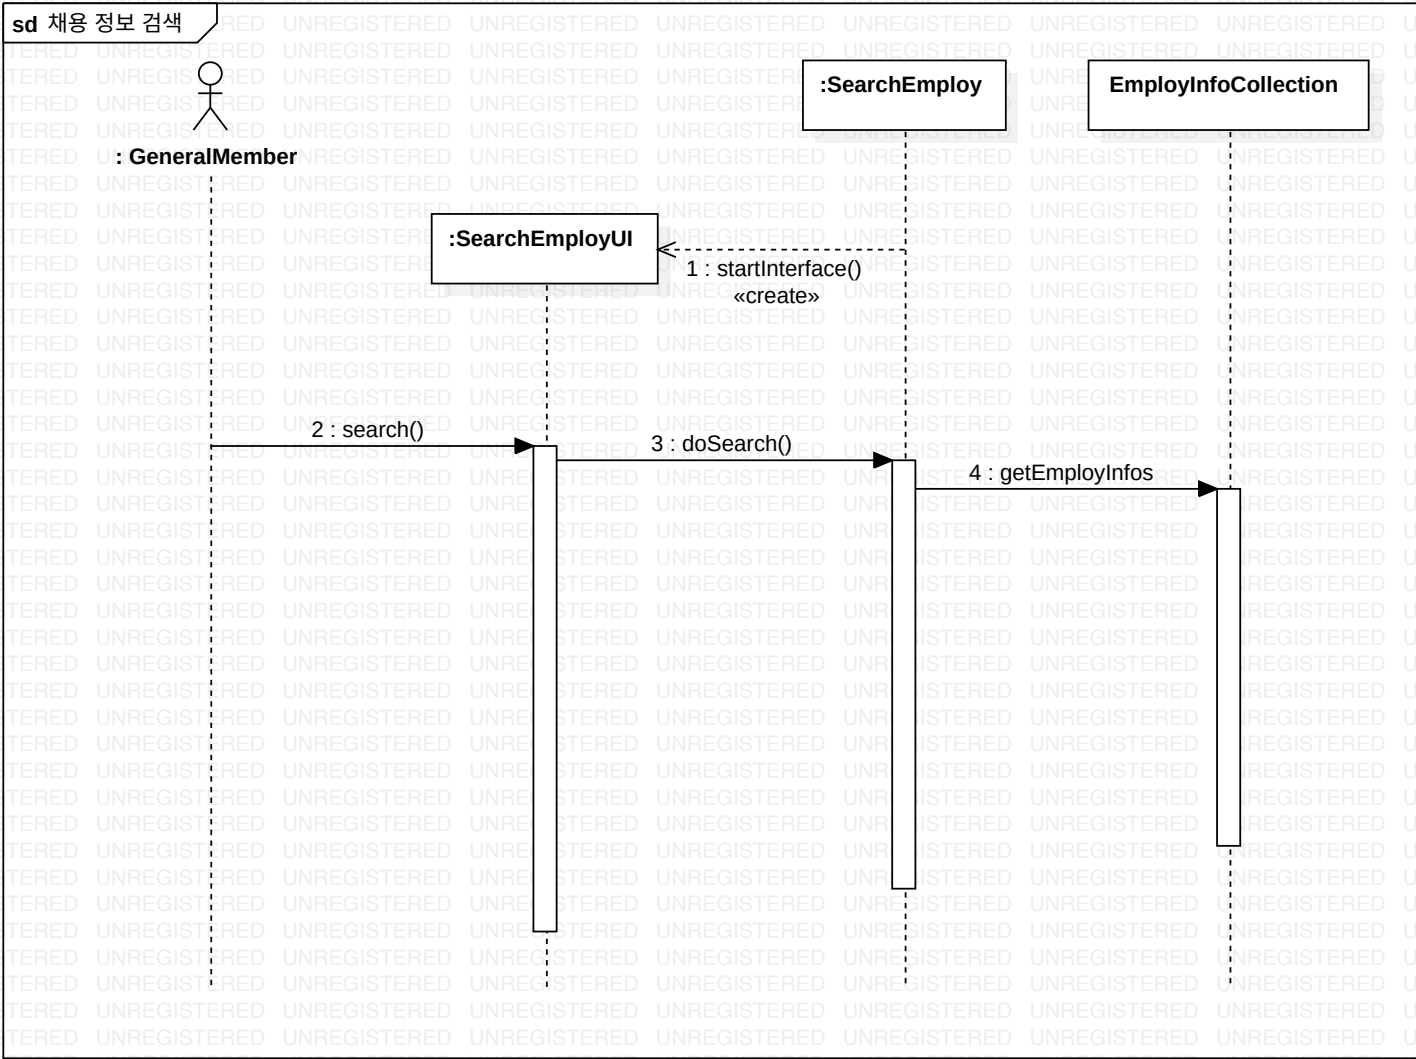 sd 채용 정보 검색
: GeneralMember
:SearchEmploy
EmployInfoCollection
:SearchEmployUI
1 : startInterface()
«create»
2 : search()
3 : doSearch()
4 : getEmployInfos
UNREGISTERED